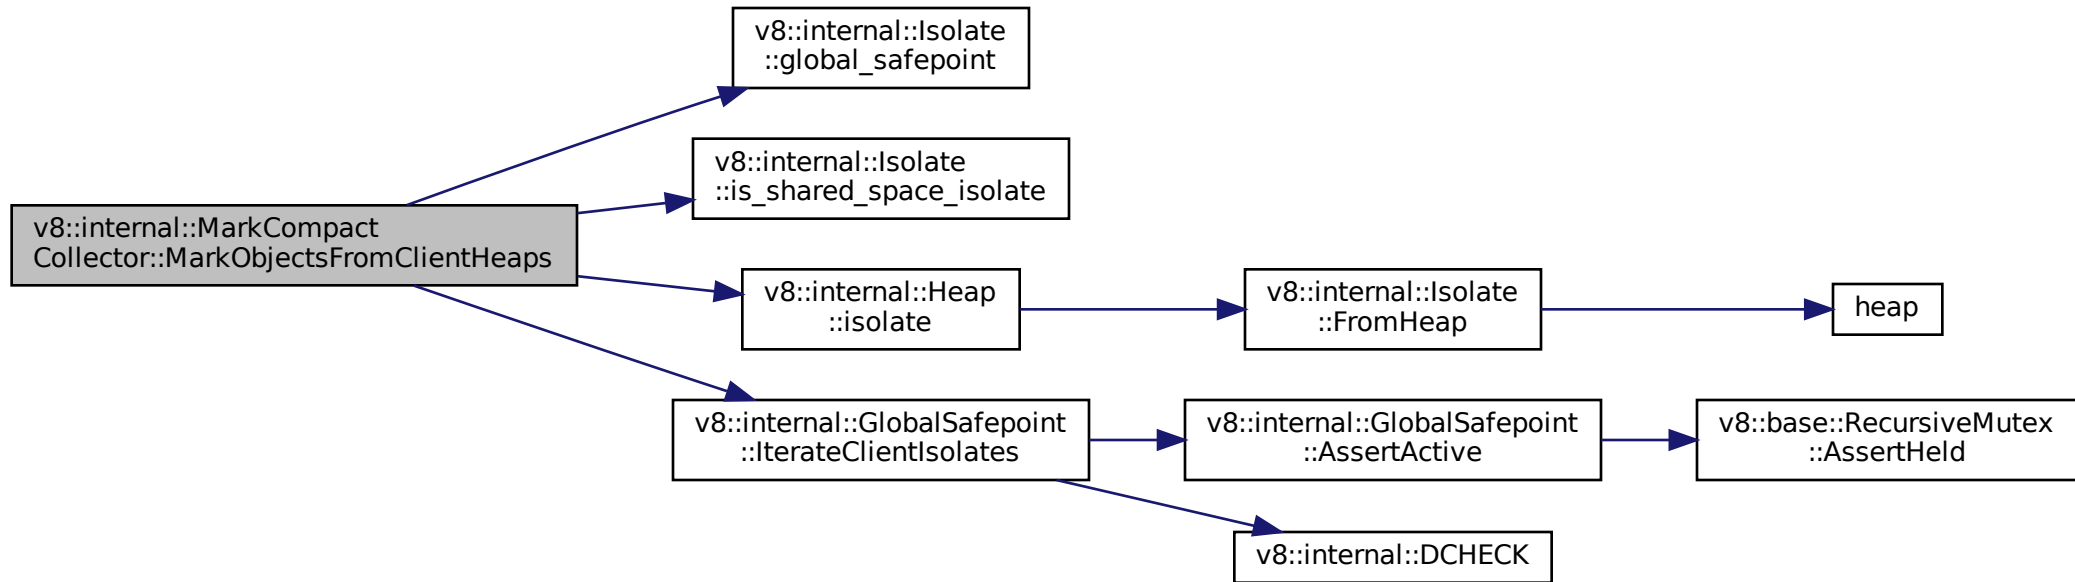 v8::internal::MarkCompact
Collector::MarkObjectsFromClientHeaps
v8::internal::Isolate
::global_safepoint
v8::internal::Isolate
::is_shared_space_isolate
v8::internal::Heap
::isolate
v8::internal::Isolate
::FromHeap
heap
v8::internal::GlobalSafepoint
::IterateClientIsolates
v8::internal::GlobalSafepoint
::AssertActive
v8::base::RecursiveMutex
::AssertHeld
v8::internal::DCHECK